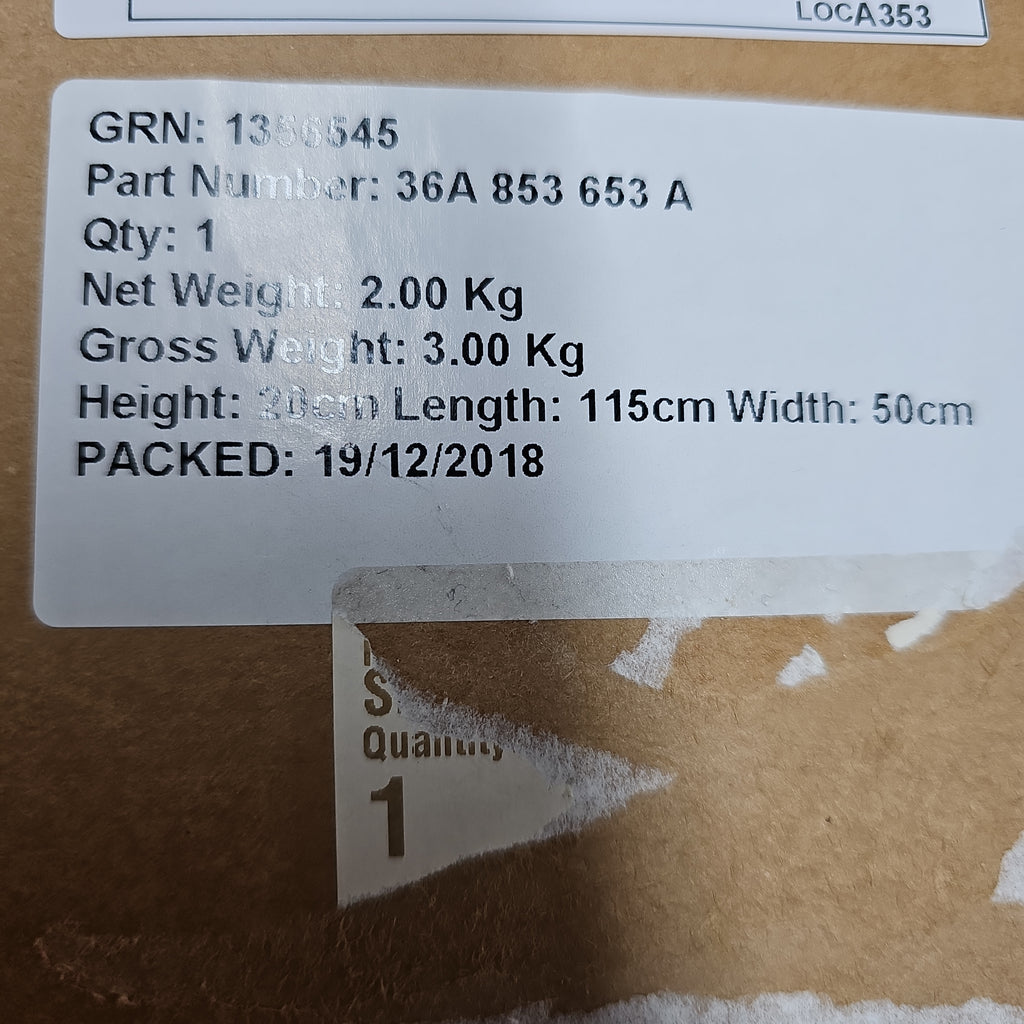 LOCA353
GRN: 1356545
Part Number: 36A 853 653 A
Qty: 1
Net Weight: 2.00 Kg
Gross Weight: 3.00 Kg
Height: 20cm Length: 115cm Width: 50cm
PACKED: 19/12/2018
Quantity
1